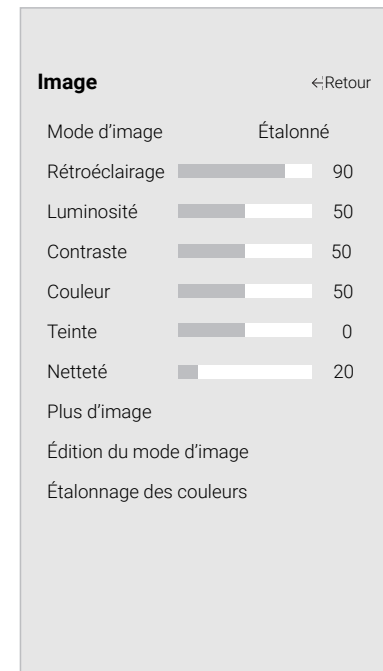 Image ←Retour
Mode d’image Étalonné
Rétroéclairage 90
Luminosité 50
Contraste 50
Couleur 50
Teinte 0
Netteté 20
Plus d’image
Édition du mode d’image
Étalonnage des couleurs